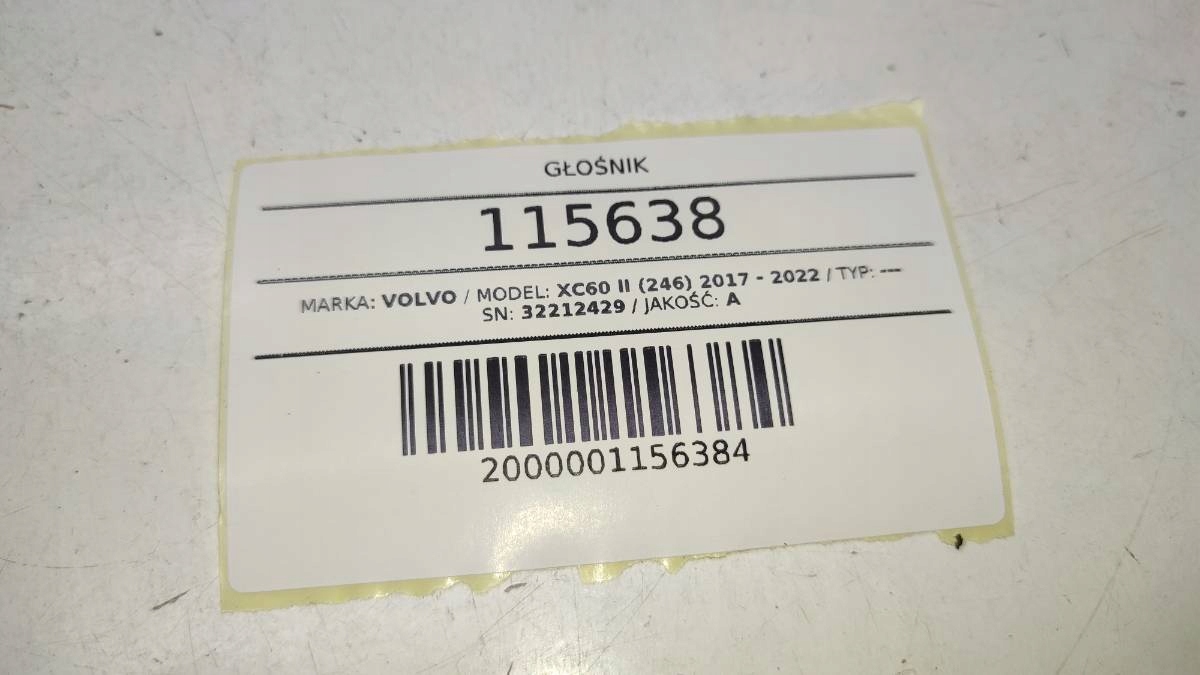 GŁOŚNIK
115638
MARKA: VOLVO / MODEL: XC60 II (246) 2017 - 2022 / TYP: ---
SN: 32212429 / JAKOŚĆ: A
2000001156384